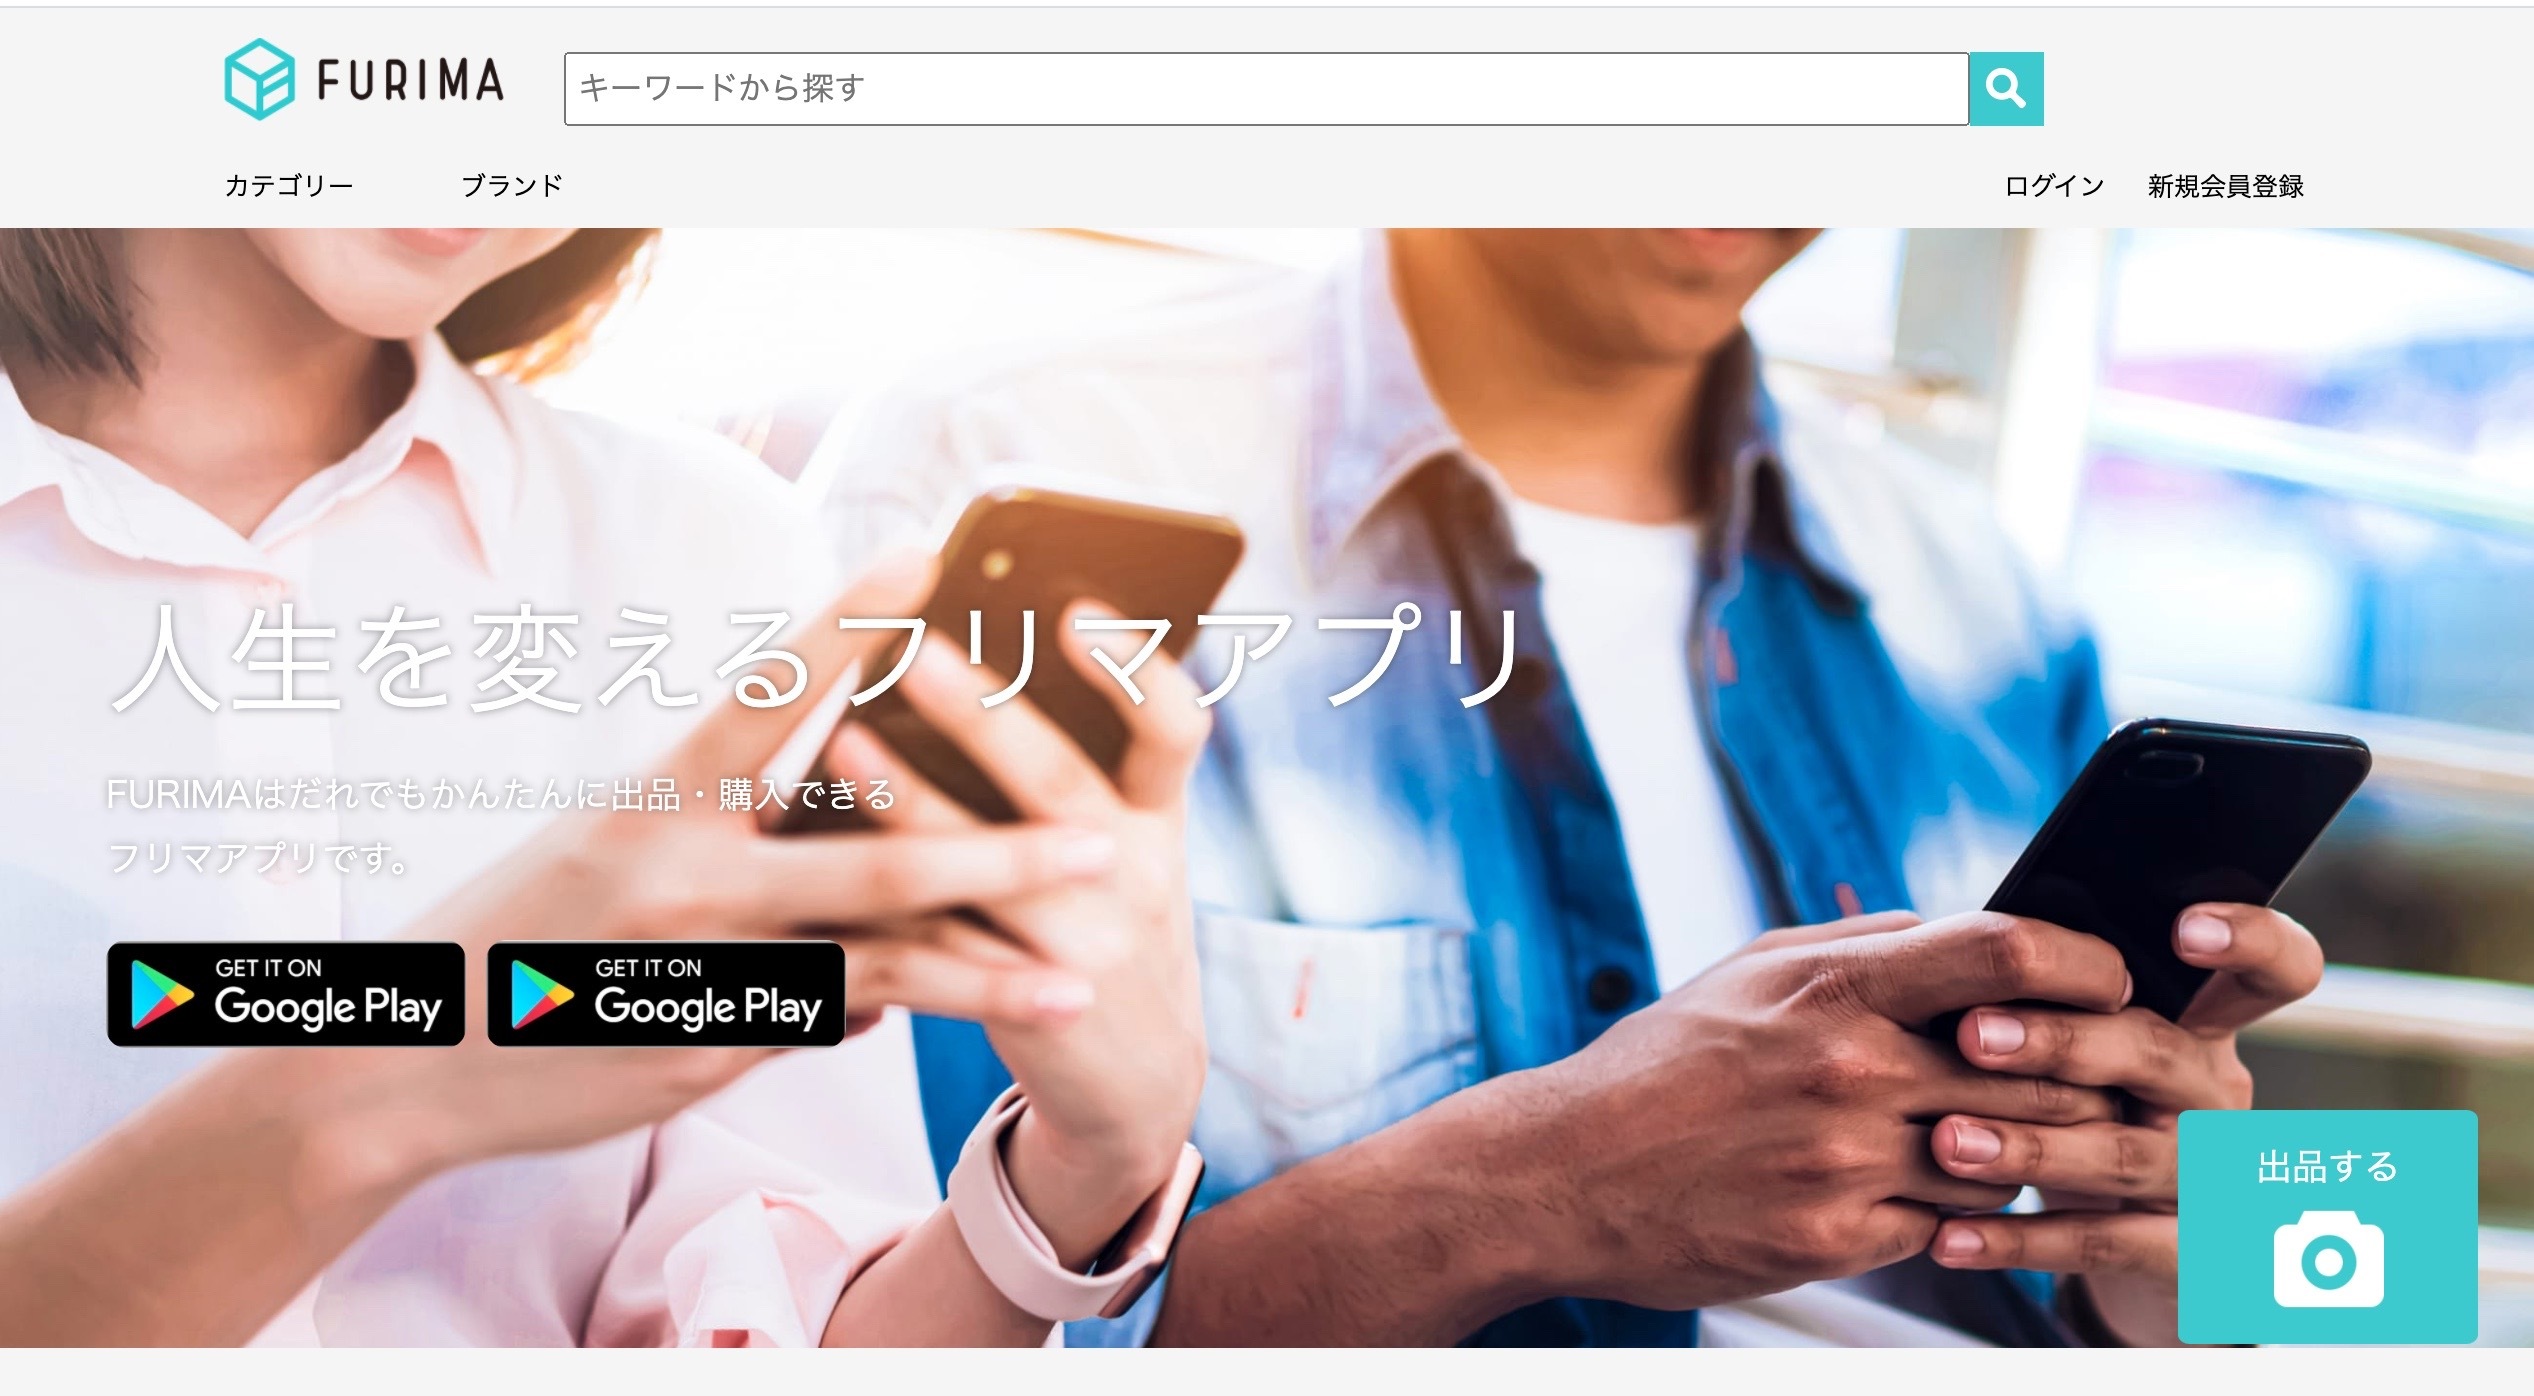 FURIMA
キーワードから探す
カテゴリー ブランド ログイン 新規会員登録
人生を変えるフリマアプリ
FURIMAはだれでもかんたんに出品・購入できる
フリマアプリです。
GET IT ON GET IT ON
Google Play Google Play
出品する